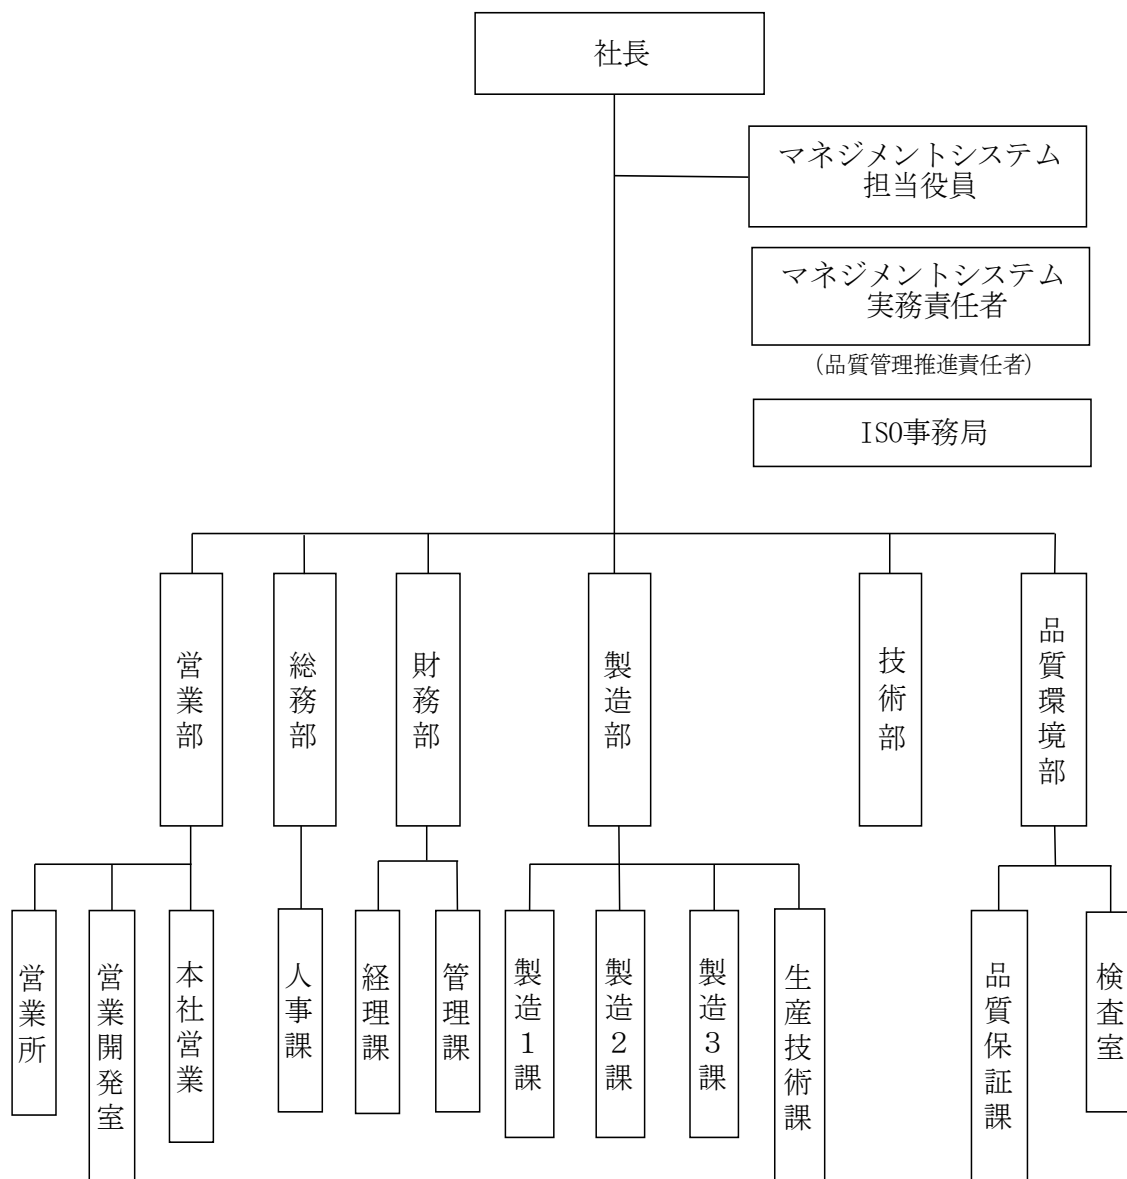 社長
マネジメントシステム
担当役員
マネジメントシステム
実務責任者
(品質管理推進責任者)
ISO事務局
営業部
総務部
財務部
製造部
技術部
品質環境部
営業所
営業開発室
本社営業
人事課
経理課
管理課
製造1課
製造2課
製造3課
生産技術課
品質保証課
検査室